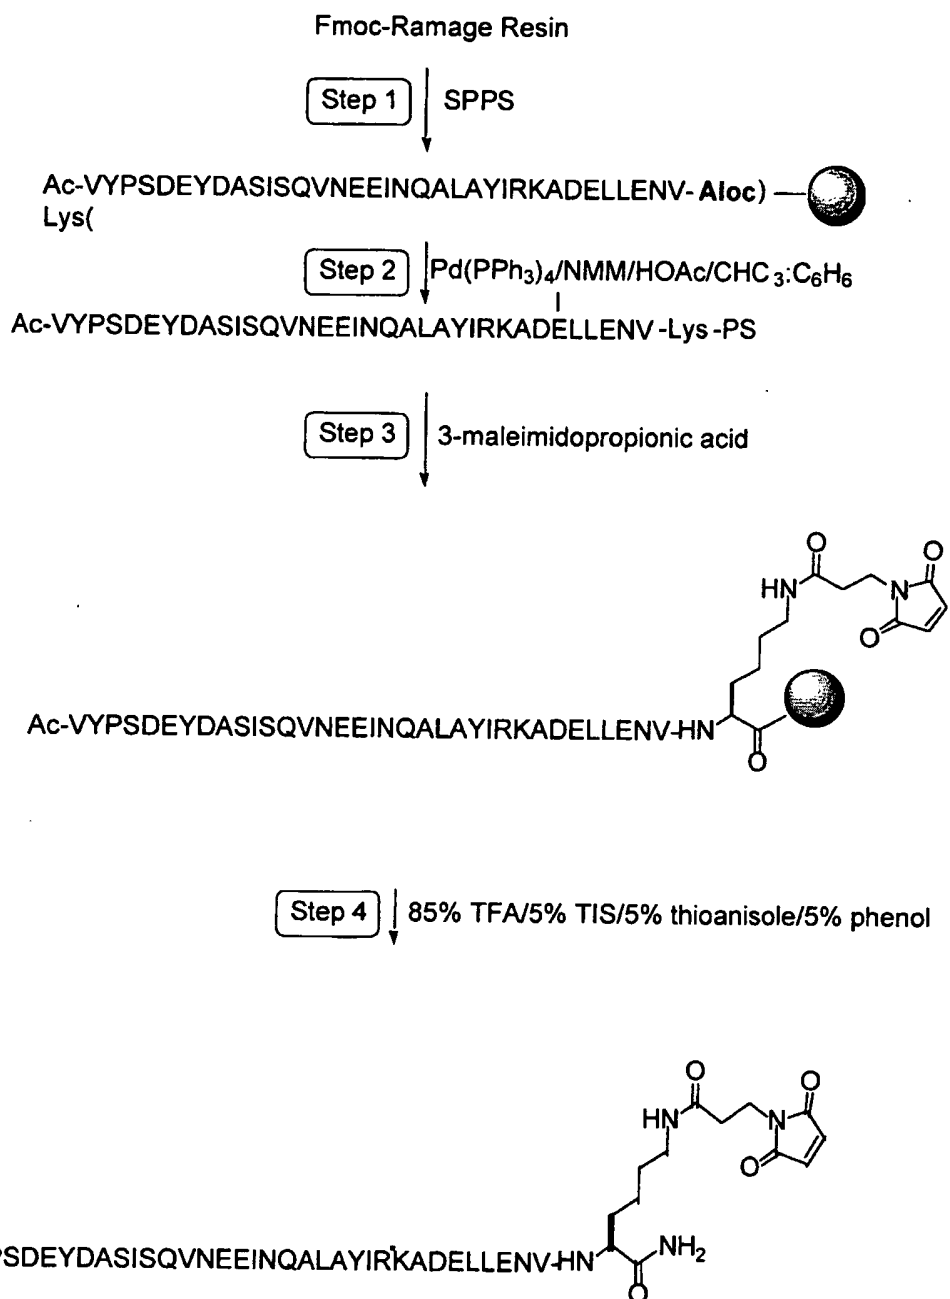 Fmoc-Ramage Resin
Step 1
SPPS
Ac-VYPSDEYDASISQVNEEINQALAYIRKADELLENV- Aloc)
Lys(
Step 2
Pd(PPh3)4/NMM/HOAc/CHC3:C6H6
Ac-VYPSDEYDASISQVNEEINQALAYIRKADELLENV -Lys -PS
Step 3
3-maleimidopropionic acid
O
HN
N
O
O
Ac-VYPSDEYDASISQVNEEINQALAYIRKADELLENV-HN
O
Step 4
85% TFA/5% TIS/5% thioanisole/5% phenol
O
HN
N
O
O
PSDEYDASISQVNEEINQALAYIRKADELLENV-HN
NH2
O